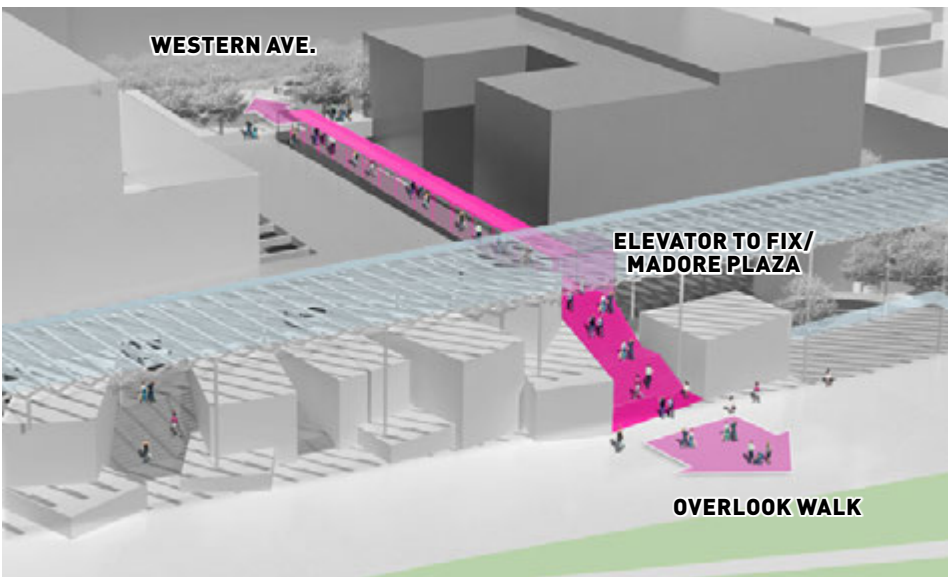 WESTERN AVE.
ELEVATOR TO FIX/
MADORE PLAZA
OVERLOOK WALK